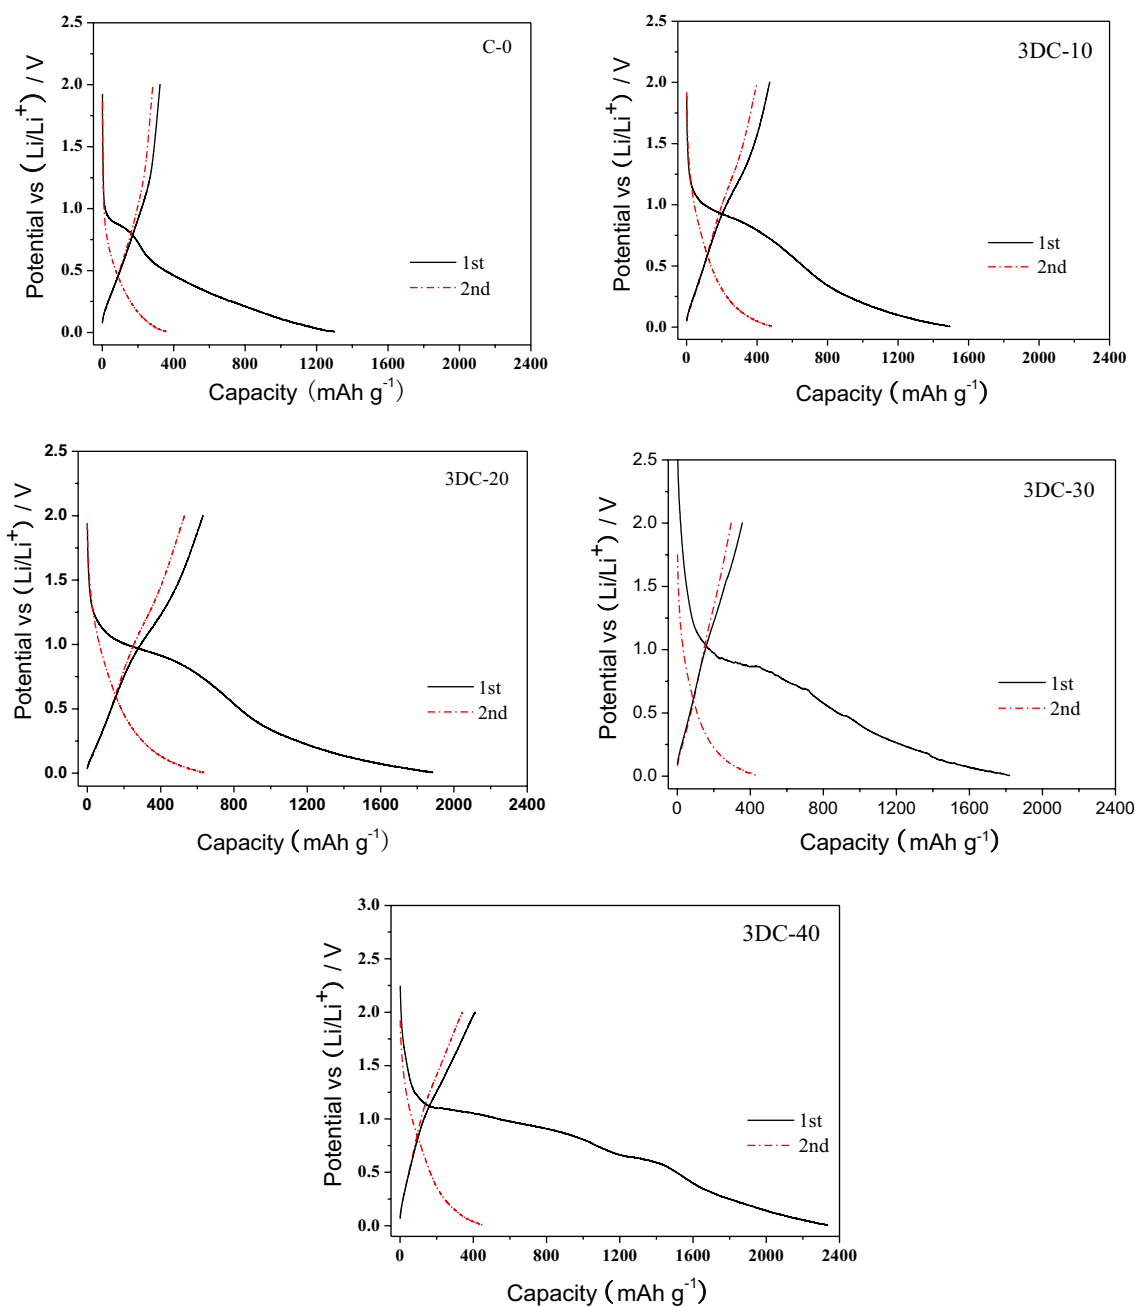 C-0
Potential vs (Li/Li+) / V
2.5
2.0
1.5
1.0
0.5
0.0
1st
2nd
0 400 800 1200 1600 2000 2400
Capacity (mAh g-1)
3DC-10
Potential vs (Li/Li+) / V
2.5
2.0
1.5
1.0
0.5
0.0
1st
2nd
0 400 800 1200 1600 2000 2400
Capacity (mAh g-1)
3DC-20
Potential vs (Li/Li+) / V
2.5
2.0
1.5
1.0
0.5
0.0
1st
2nd
0 400 800 1200 1600 2000 2400
Capacity (mAh g-1)
3DC-30
Potential vs (Li/Li+) / V
2.5
2.0
1.5
1.0
0.5
0.0
1st
2nd
0 400 800 1200 1600 2000 2400
Capacity (mAh g-1)
3DC-40
Potential vs (Li/Li+) / V
3.0
2.5
2.0
1.5
1.0
0.5
0.0
1st
2nd
0 400 800 1200 1600 2000 2400
Capacity (mAh g-1)